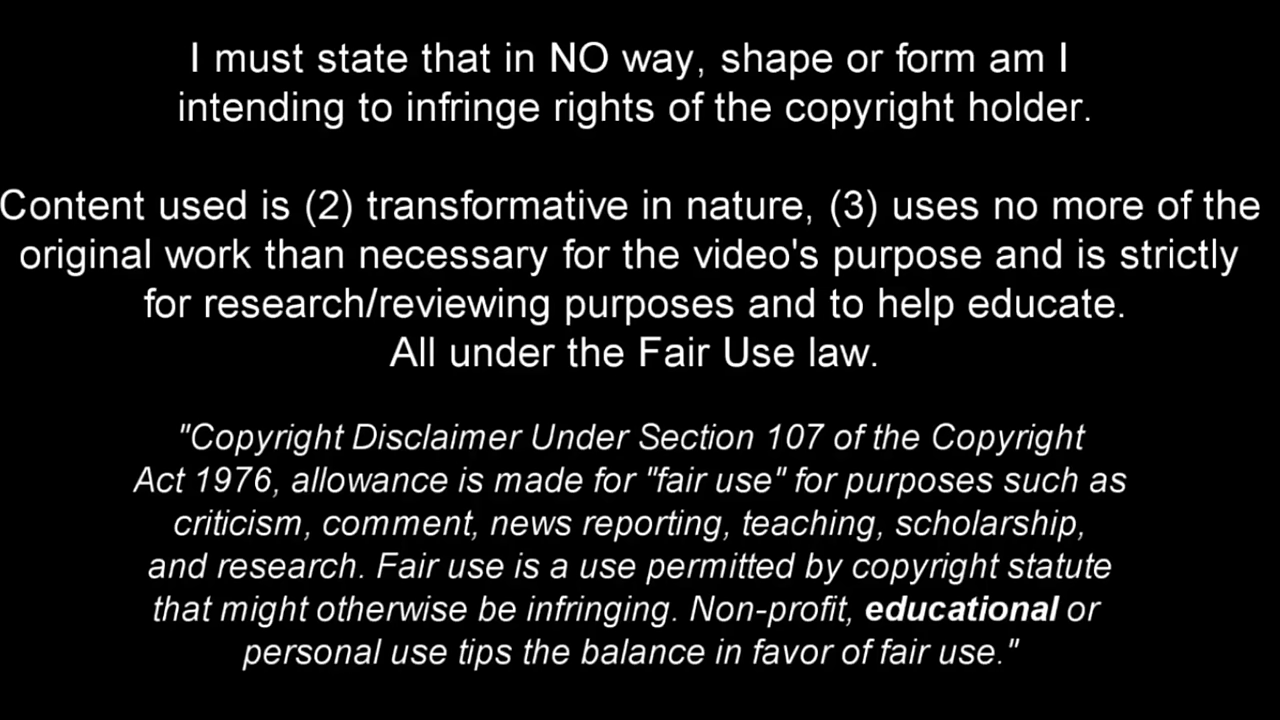 I must state that in NO way, shape or form am I
intending to infringe rights of the copyright holder.
Content used is (2) transformative in nature, (3) uses no more of the
original work than necessary for the video's purpose and is strictly
for research/reviewing purposes and to help educate.
All under the Fair Use law.
"Copyright Disclaimer Under Section 107 of the Copyright
Act 1976, allowance is made for "fair use" for purposes such as
criticism, comment, news reporting, teaching, scholarship,
and research. Fair use is a use permitted by copyright statute
that might otherwise be infringing. Non-profit, educational or
personal use tips the balance in favor of fair use."